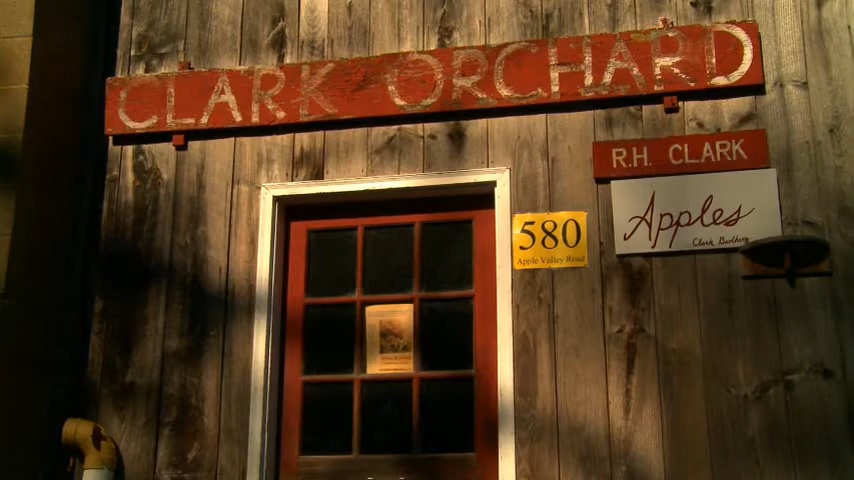 CLARK ORCHARD
R.H. CLARK
Apples
Clark Brothers
580
Apple Valley Road